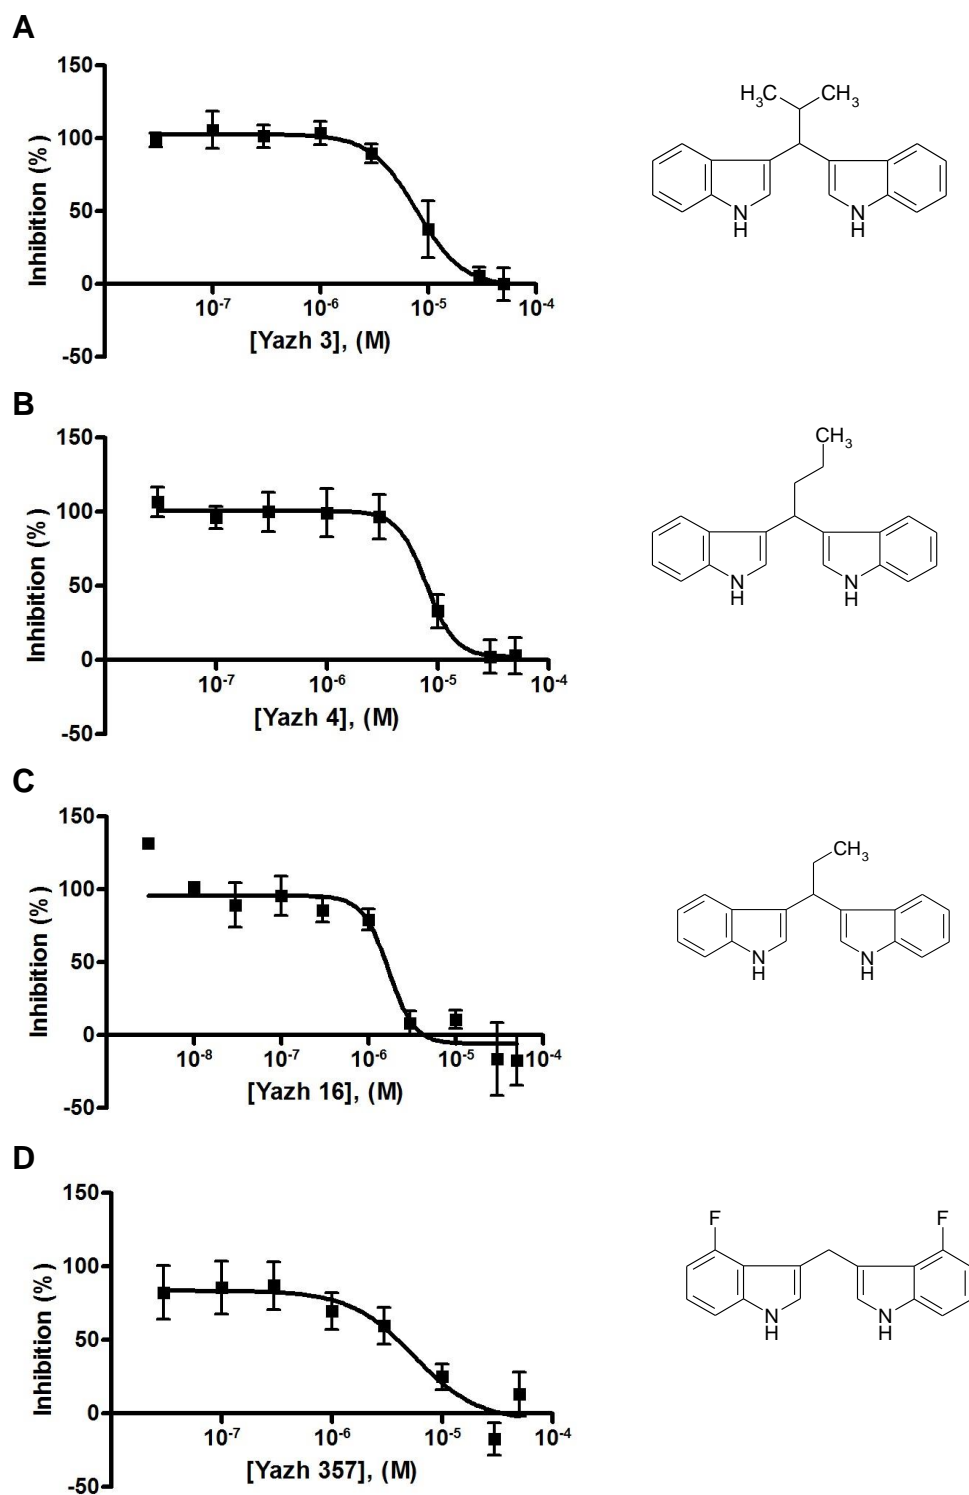 A
150
100
50
0
-50
Inhibition (%)
10-7 10-6 10-5 10-4
[Yazh 3], (M)
H3C CH3
N
H
N
H
B
150
100
50
0
-50
Inhibition (%)
10-7 10-6 10-5 10-4
[Yazh 4], (M)
CH3
N
H
N
H
C
150
100
50
0
-50
Inhibition (%)
10-8 10-7 10-6 10-5 10-4
[Yazh 16], (M)
CH3
N
H
N
H
D
150
100
50
0
-50
Inhibition (%)
10-7 10-6 10-5 10-4
[Yazh 357], (M)
F F
N
H
N
H